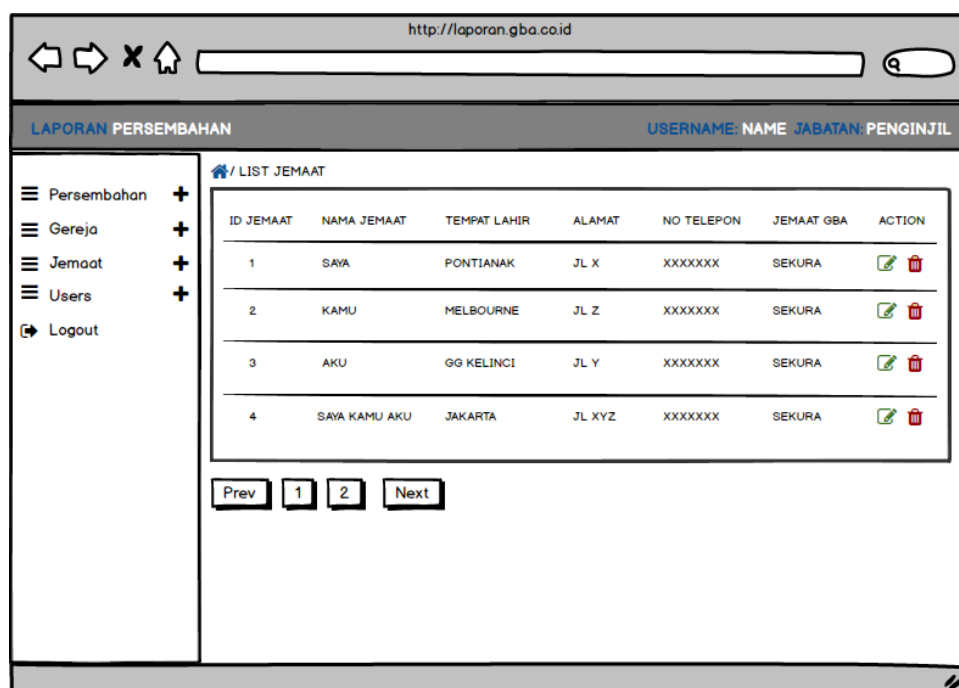 http://laporan.gba.co.id
LAPORAN PERSEMBAHAN USERNAME: NAME JABATAN: PENGINJIL
Persembahan
Gereja
Jemaat
Users
Logout
/ LIST JEMAAT
ID JEMAAT NAMA JEMAAT TEMPAT LAHIR ALAMAT NO TELEPON JEMAAT GBA ACTION
1 SAYA PONTIANAK JL X XXXXXXX SEKURA
2 KAMU MELBOURNE JL Z XXXXXXX SEKURA
3 AKU GG KELINCI JL Y XXXXXXX SEKURA
4 SAYA KAMU AKU JAKARTA JL XYZ XXXXXXX SEKURA
Prev 1 2 Next